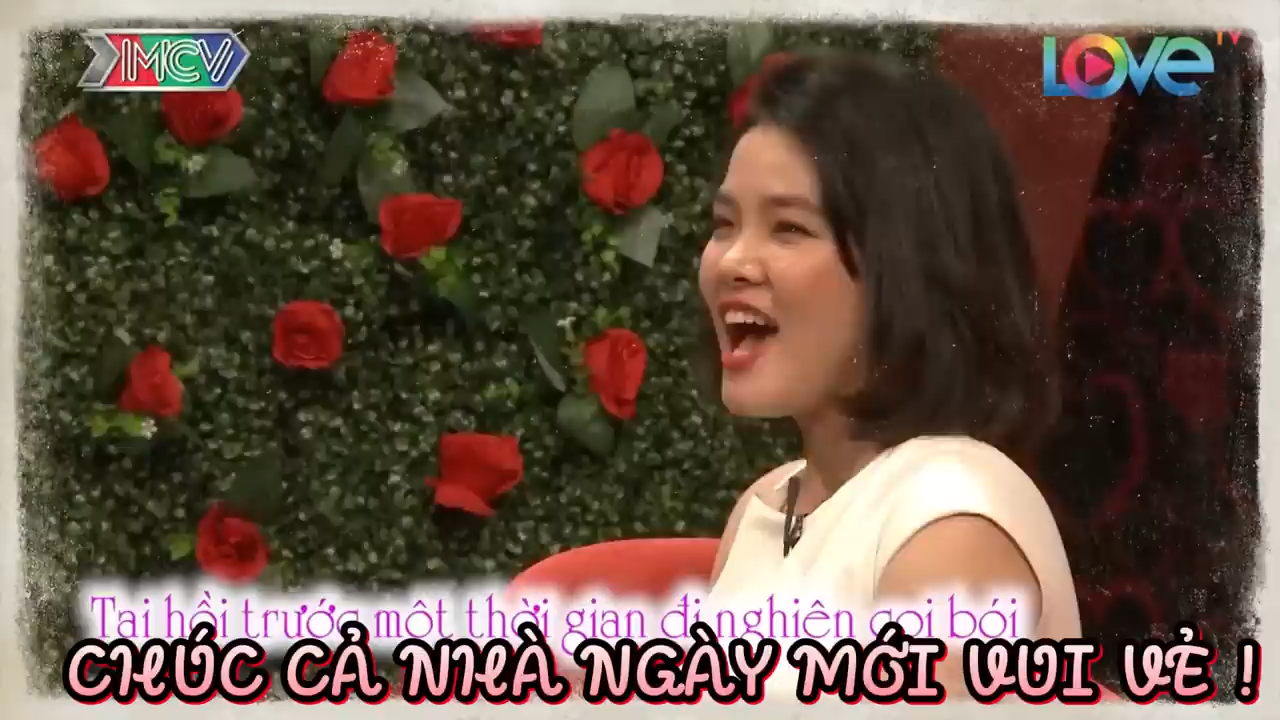 MCV
LOVE TV
Tại hồi trước một thời gian đi nghiện coi bói
CHÚC CẢ NHÀ NGÀY MỚI VUI VẺ !